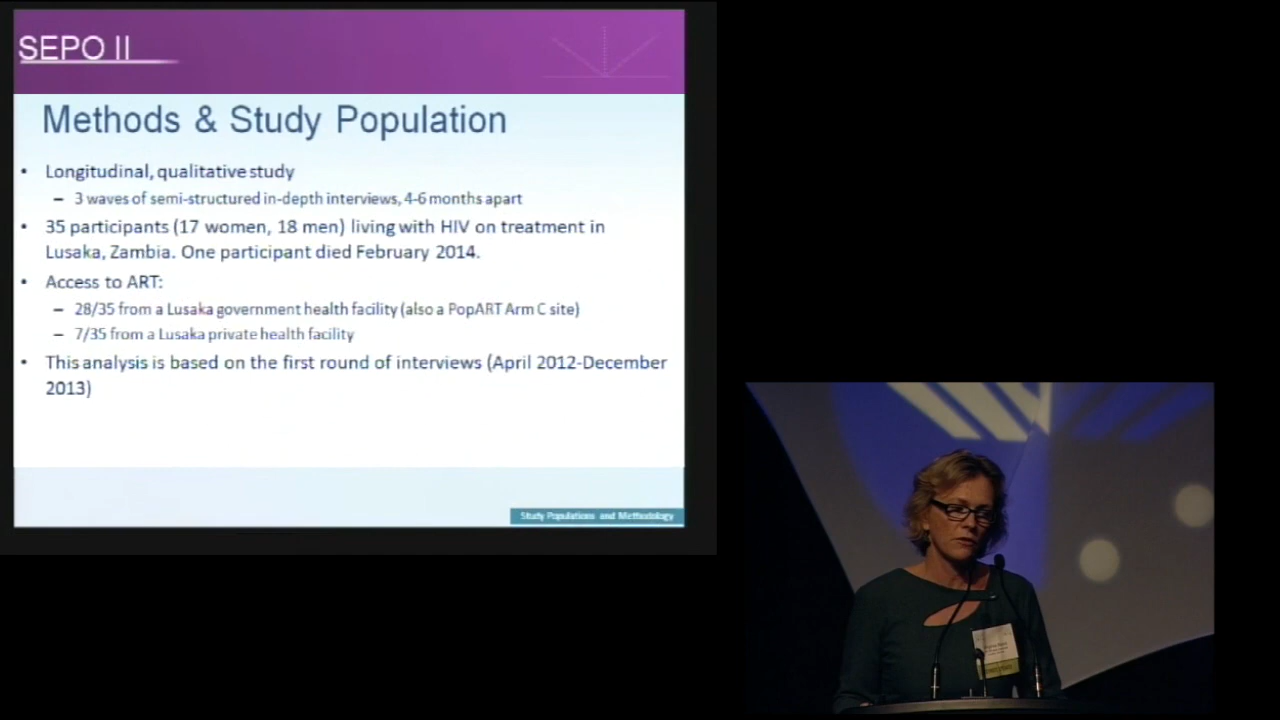 SEPO II
Methods & Study Population
• Longitudinal, qualitative study
– 3 waves of semi-structured in-depth interviews, 4-6 months apart
• 35 participants (17 women, 18 men) living with HIV on treatment in
Lusaka, Zambia. One participant died February 2014.
• Access to ART:
– 28/35 from a Lusaka government health facility (also a PopART Arm C site)
– 7/35 from a Lusaka private health facility
• This analysis is based on the first round of interviews (April 2012-December
2013)
Study Populations and Methodology